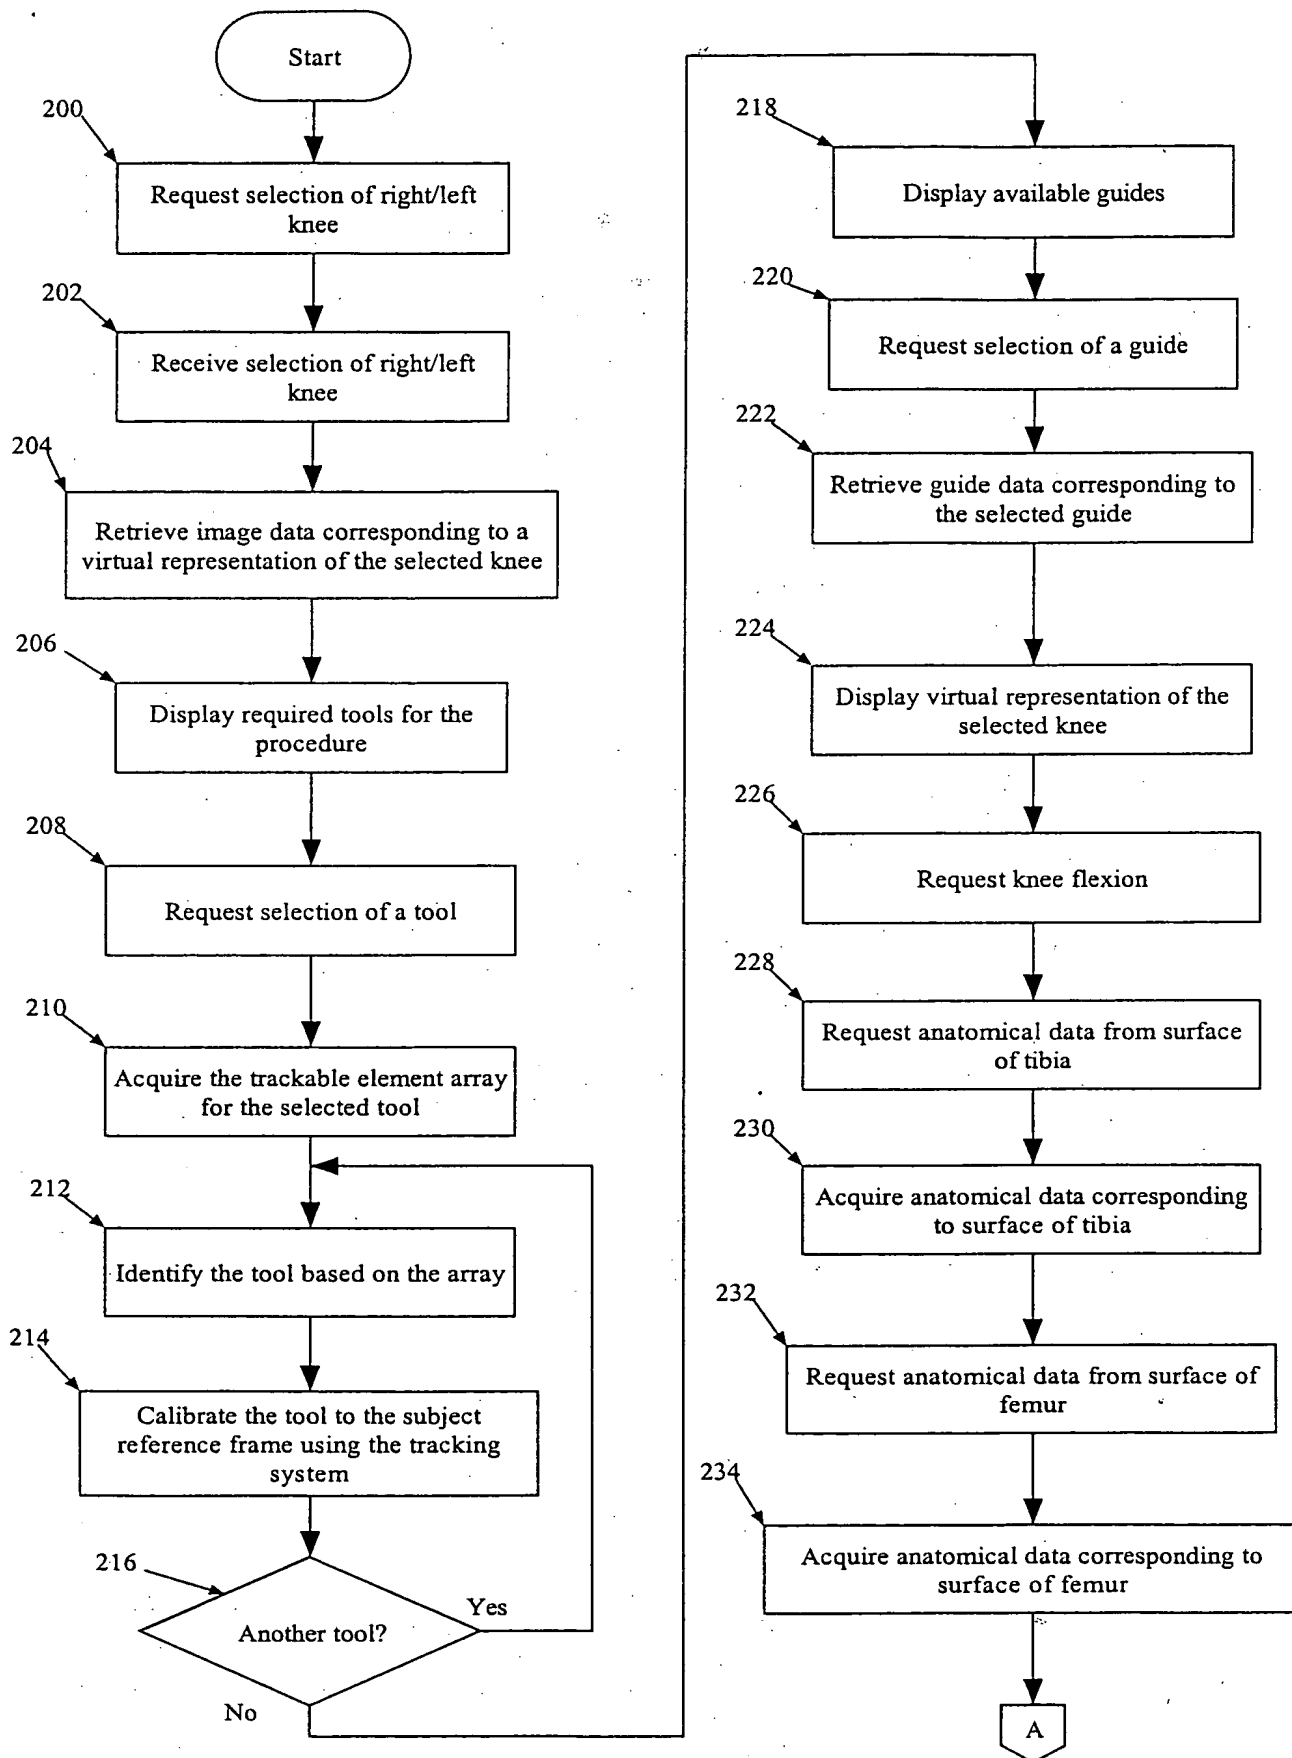 Start
200
Request selection of right/left
knee
202
Receive selection of right/left
knee
204
Retrieve image data corresponding to a
virtual representation of the selected knee
206
Display required tools for the
procedure
208
Request selection of a tool
210
Acquire the trackable element array
for the selected tool
212
Identify the tool based on the array
214
Calibrate the tool to the subject
reference frame using the tracking
system
216
Another tool?
Yes
No
218
Display available guides
220
Request selection of a guide
222
Retrieve guide data corresponding to
the selected guide
224
Display virtual representation of the
selected knee
226
Request knee flexion
228
Request anatomical data from surface
of tibia
230
Acquire anatomical data corresponding
to surface of tibia
232
Request anatomical data from surface of
femur
234
Acquire anatomical data corresponding to
surface of femur
A